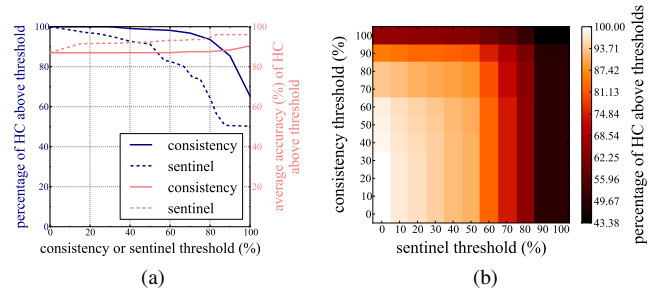 percentage of HC above threshold
100
80
60
40
20
0
0
20
40
60
80
100
consistency or sentinel threshold (%)
consistency
sentinel
consistency
sentinel
100
80
60
40
20
average accuracy (%) of HC
above threshold
(a)
consistency threshold (%)
100
90
80
70
60
50
40
30
20
10
0
0 10 20 30 40 50 60 70 80 90 100
sentinel threshold (%)
100.00
93.71
87.42
81.13
74.84
68.54
62.25
55.96
49.67
43.38
percentage of HC above thresholds
(b)